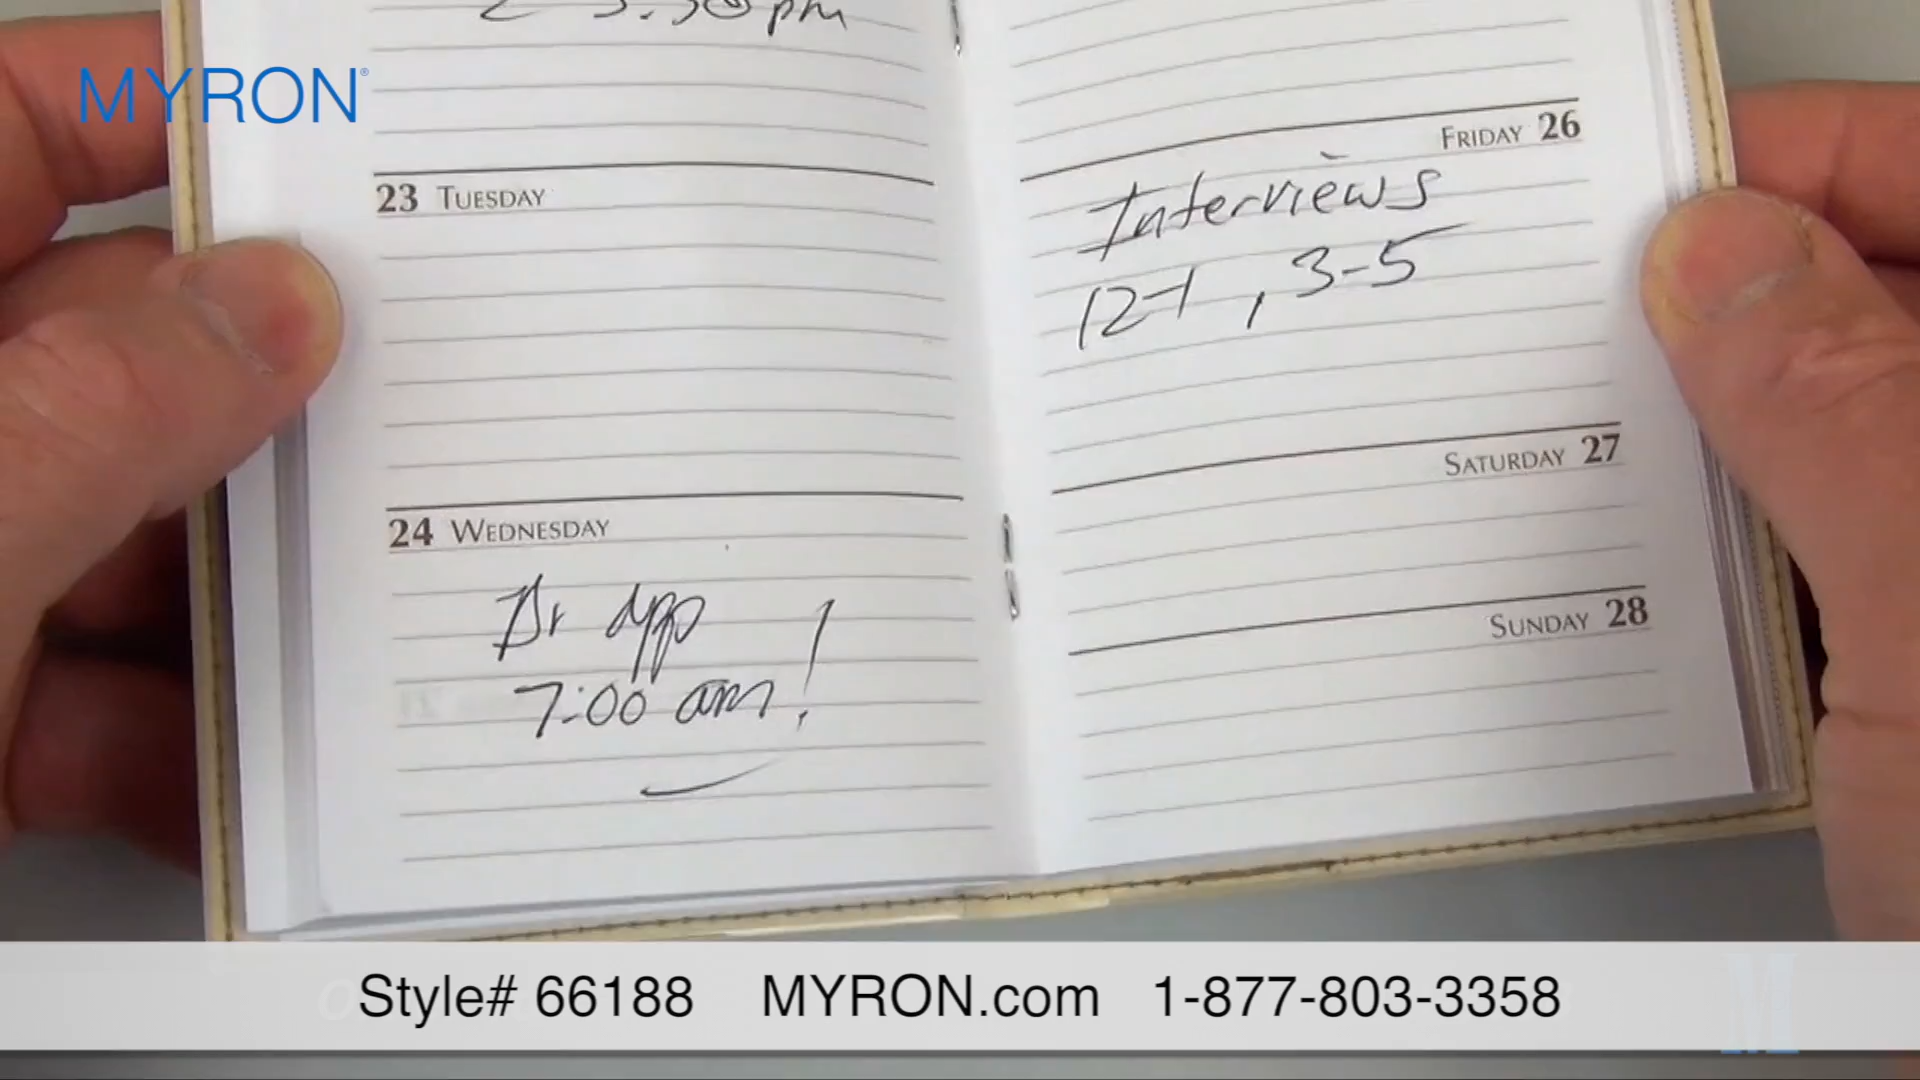 MYRON®
pm
23 TUESDAY
24 WEDNESDAY
Dr app
7:00 am!
FRIDAY 26
Interviews
12-1, 3-5
SATURDAY 27
SUNDAY 28
Style# 66188 MYRON.com 1-877-803-3358